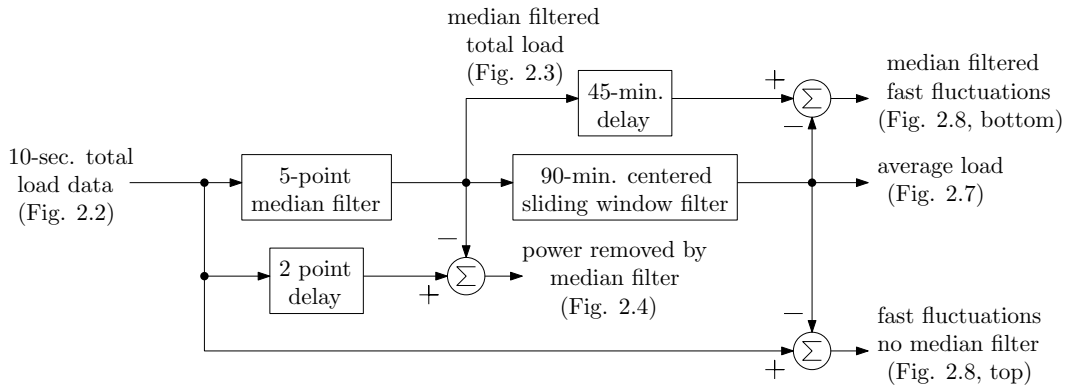 median filtered
total load
(Fig. 2.3)
45-min.
delay
+
Σ
−
median filtered
fast fluctuations
(Fig. 2.8, bottom)
10-sec. total
load data
(Fig. 2.2)
5-point
median filter
90-min. centered
sliding window filter
average load
(Fig. 2.7)
2 point
delay
−
+
Σ
power removed by
median filter
(Fig. 2.4)
−
+
Σ
fast fluctuations
no median filter
(Fig. 2.8, top)